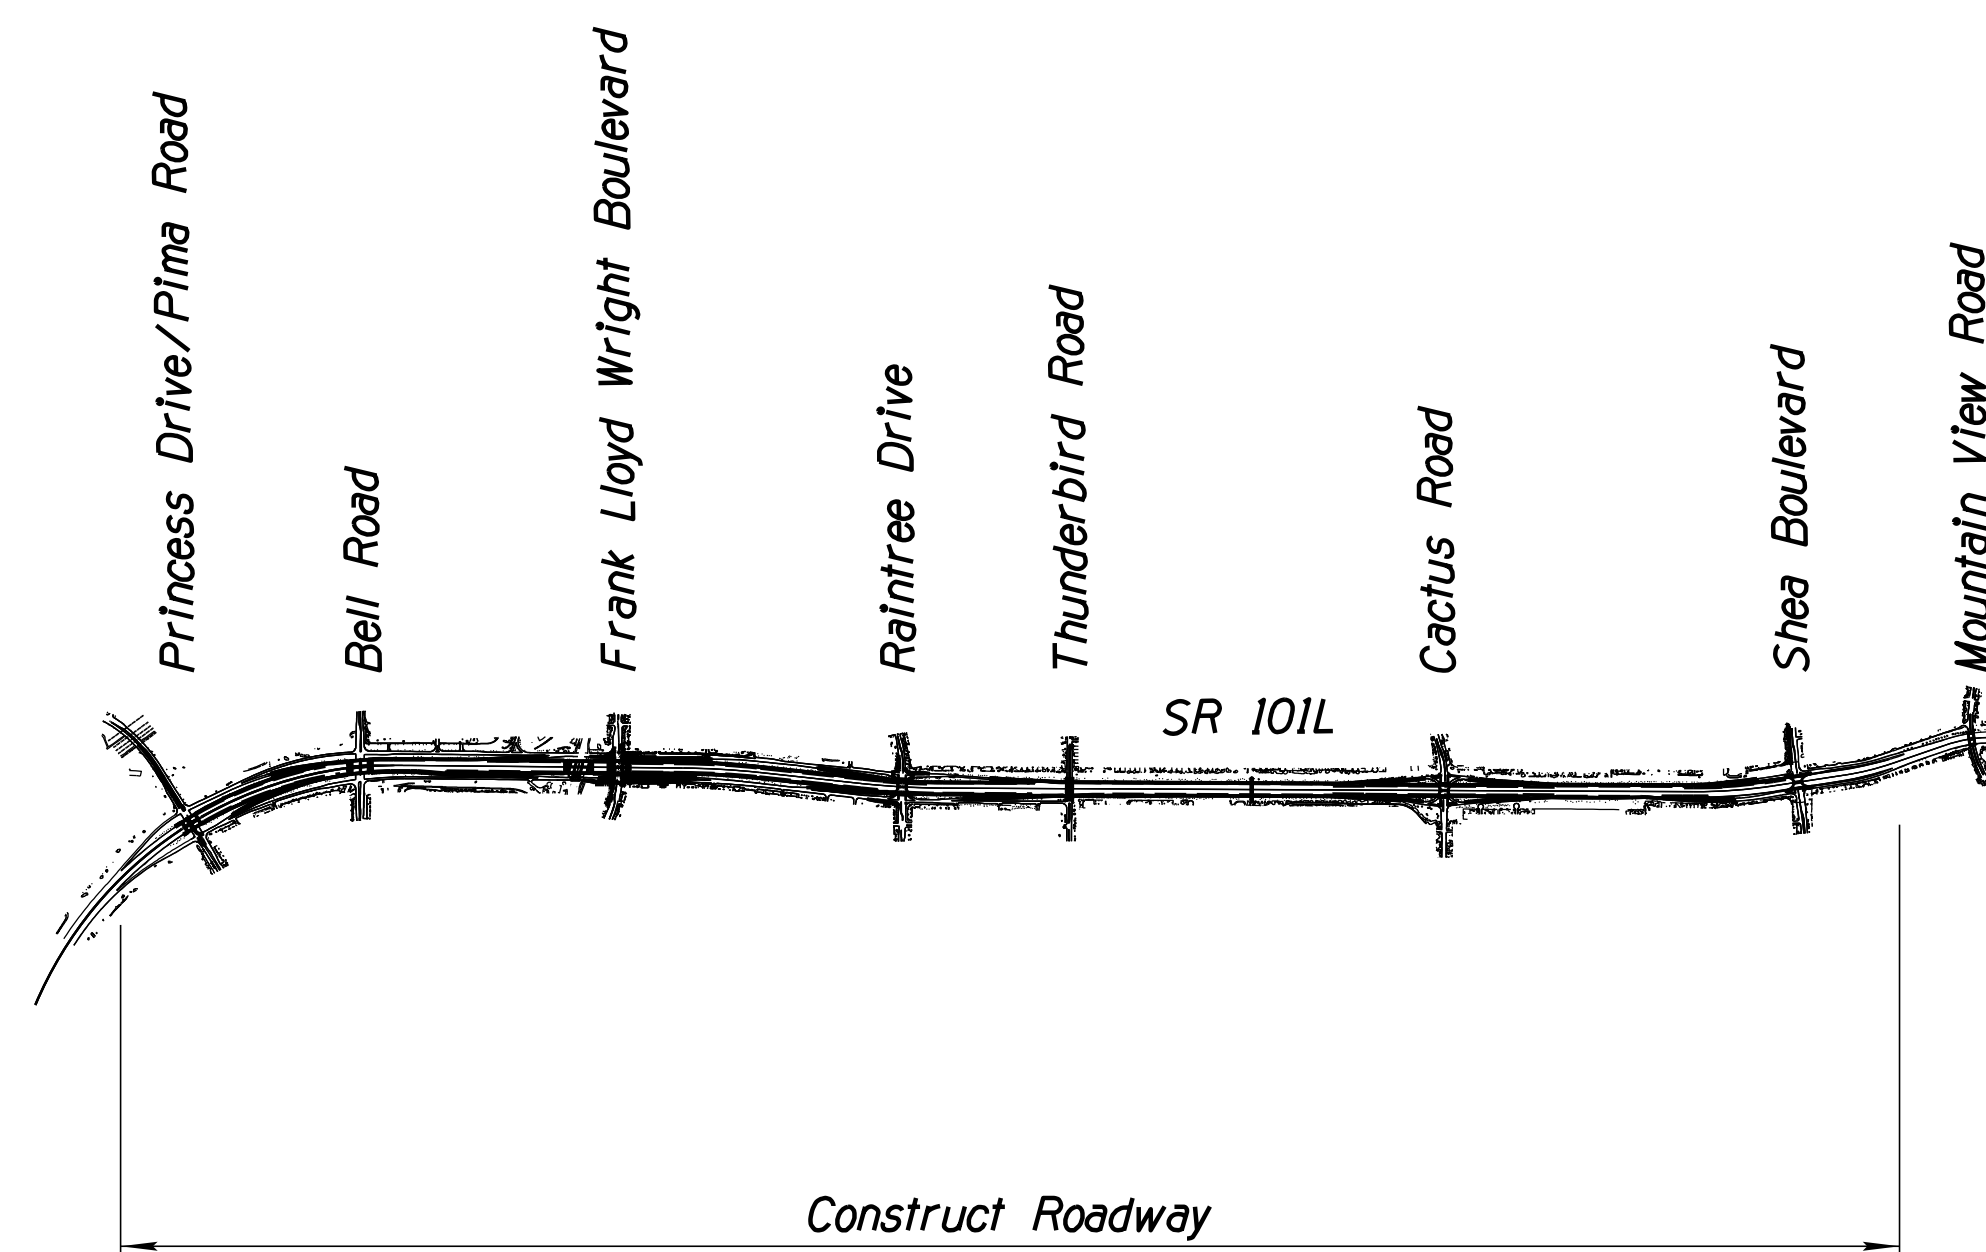 Princess Drive/Pima Road
Bell Road
Frank Lloyd Wright Boulevard
Raintree Drive
Thunderbird Road
Cactus Road
Shea Boulevard
Mountain View Road
SR 101L
Construct Roadway